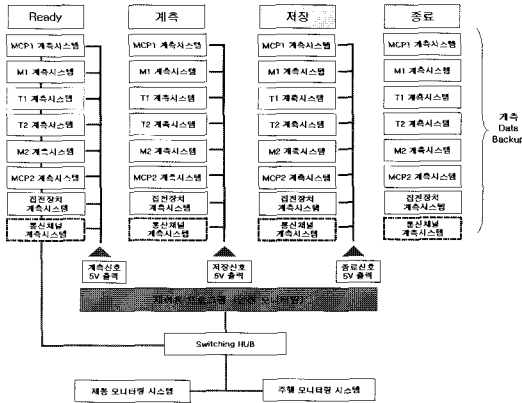 Ready
계측
저장
종료
MCP1 계측시스템
MCP1 계측시스템
MCP1 계측시스템
MCP1 계측시스템
M1 계측시스템
M1 계측시스템
M1 계측시스템
M1 계측시스템
T1 계측시스템
T1 계측시스템
T1 계측시스템
T1 계측시스템
T2 계측시스템
T2 계측시스템
T2 계측시스템
T2 계측시스템
M2 계측시스템
M2 계측시스템
M2 계측시스템
M2 계측시스템
MCP2 계측시스템
MCP2 계측시스템
MCP2 계측시스템
MCP2 계측시스템
집전장치
계측시스템
집전장치
계측시스템
집전장치
계측시스템
집전장치
계측시스템
통신채널
계측시스템
통신채널
계측시스템
통신채널
계측시스템
통신채널
계측시스템
계측
Data
Backup
계측신호
5V 출력
저장신호
5V 출력
종료신호
5V 출력
Switching HUB
제동 모니터링 시스템
주행 모니터링 시스템